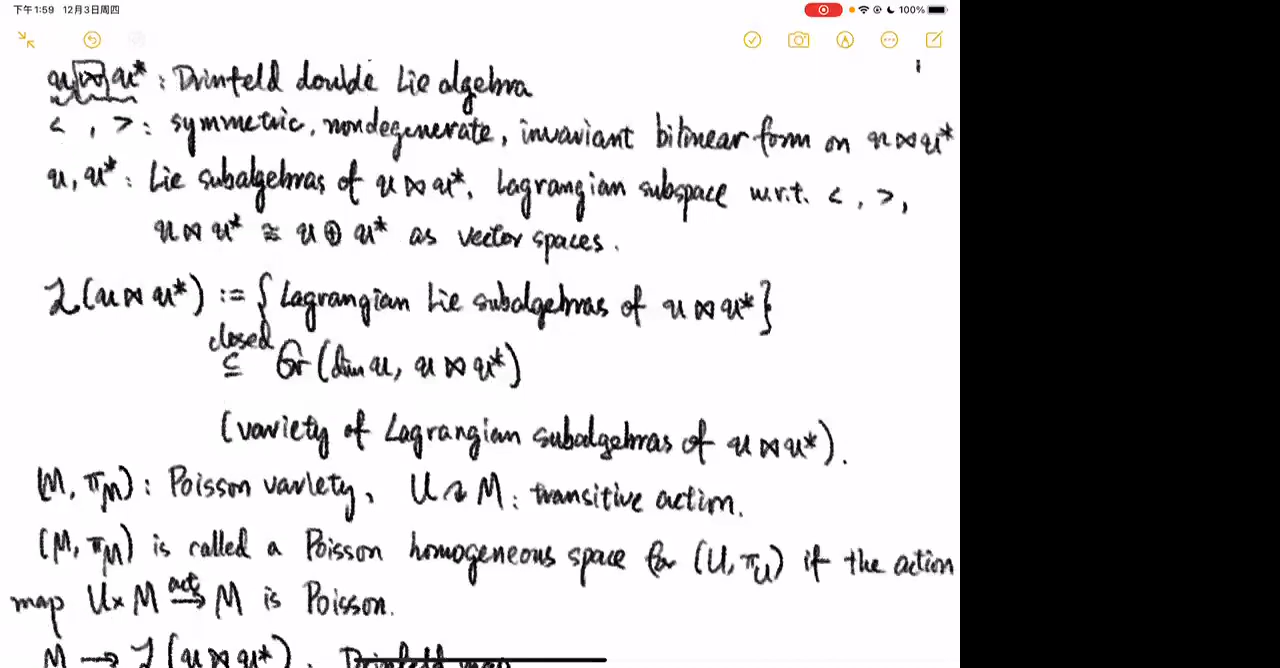 下午1:59 12月3日周四
100%
𝔲 ⋈ 𝔲* : Drinfeld double Lie algebra
< , > : symmetric, nondegenerate, invariant bilinear form on 𝔲 ⋈ 𝔲*
𝔲, 𝔲* : Lie subalgebras of 𝔲 ⋈ 𝔲*, Lagrangian subspace w.r.t. < , >,
𝔲 ⋈ 𝔲* ≅ 𝔲 ⊕ 𝔲* as vector spaces.
ℒ(𝔲 ⋈ 𝔲*) := { Lagrangian Lie subalgebras of 𝔲 ⋈ 𝔲* }
closed
⊆ Gr(dim 𝔲, 𝔲 ⋈ 𝔲*)
(variety of Lagrangian subalgebras of 𝔲 ⋈ 𝔲*).
(M, π_M) : Poisson variety, U ↷ M : transitive action.
(M, π_M) is called a Poisson homogeneous space for (U, π_U) if the action
map U × M —act→ M is Poisson.
M → ℒ(𝔲 ⋈ 𝔲*). Drinfeld map